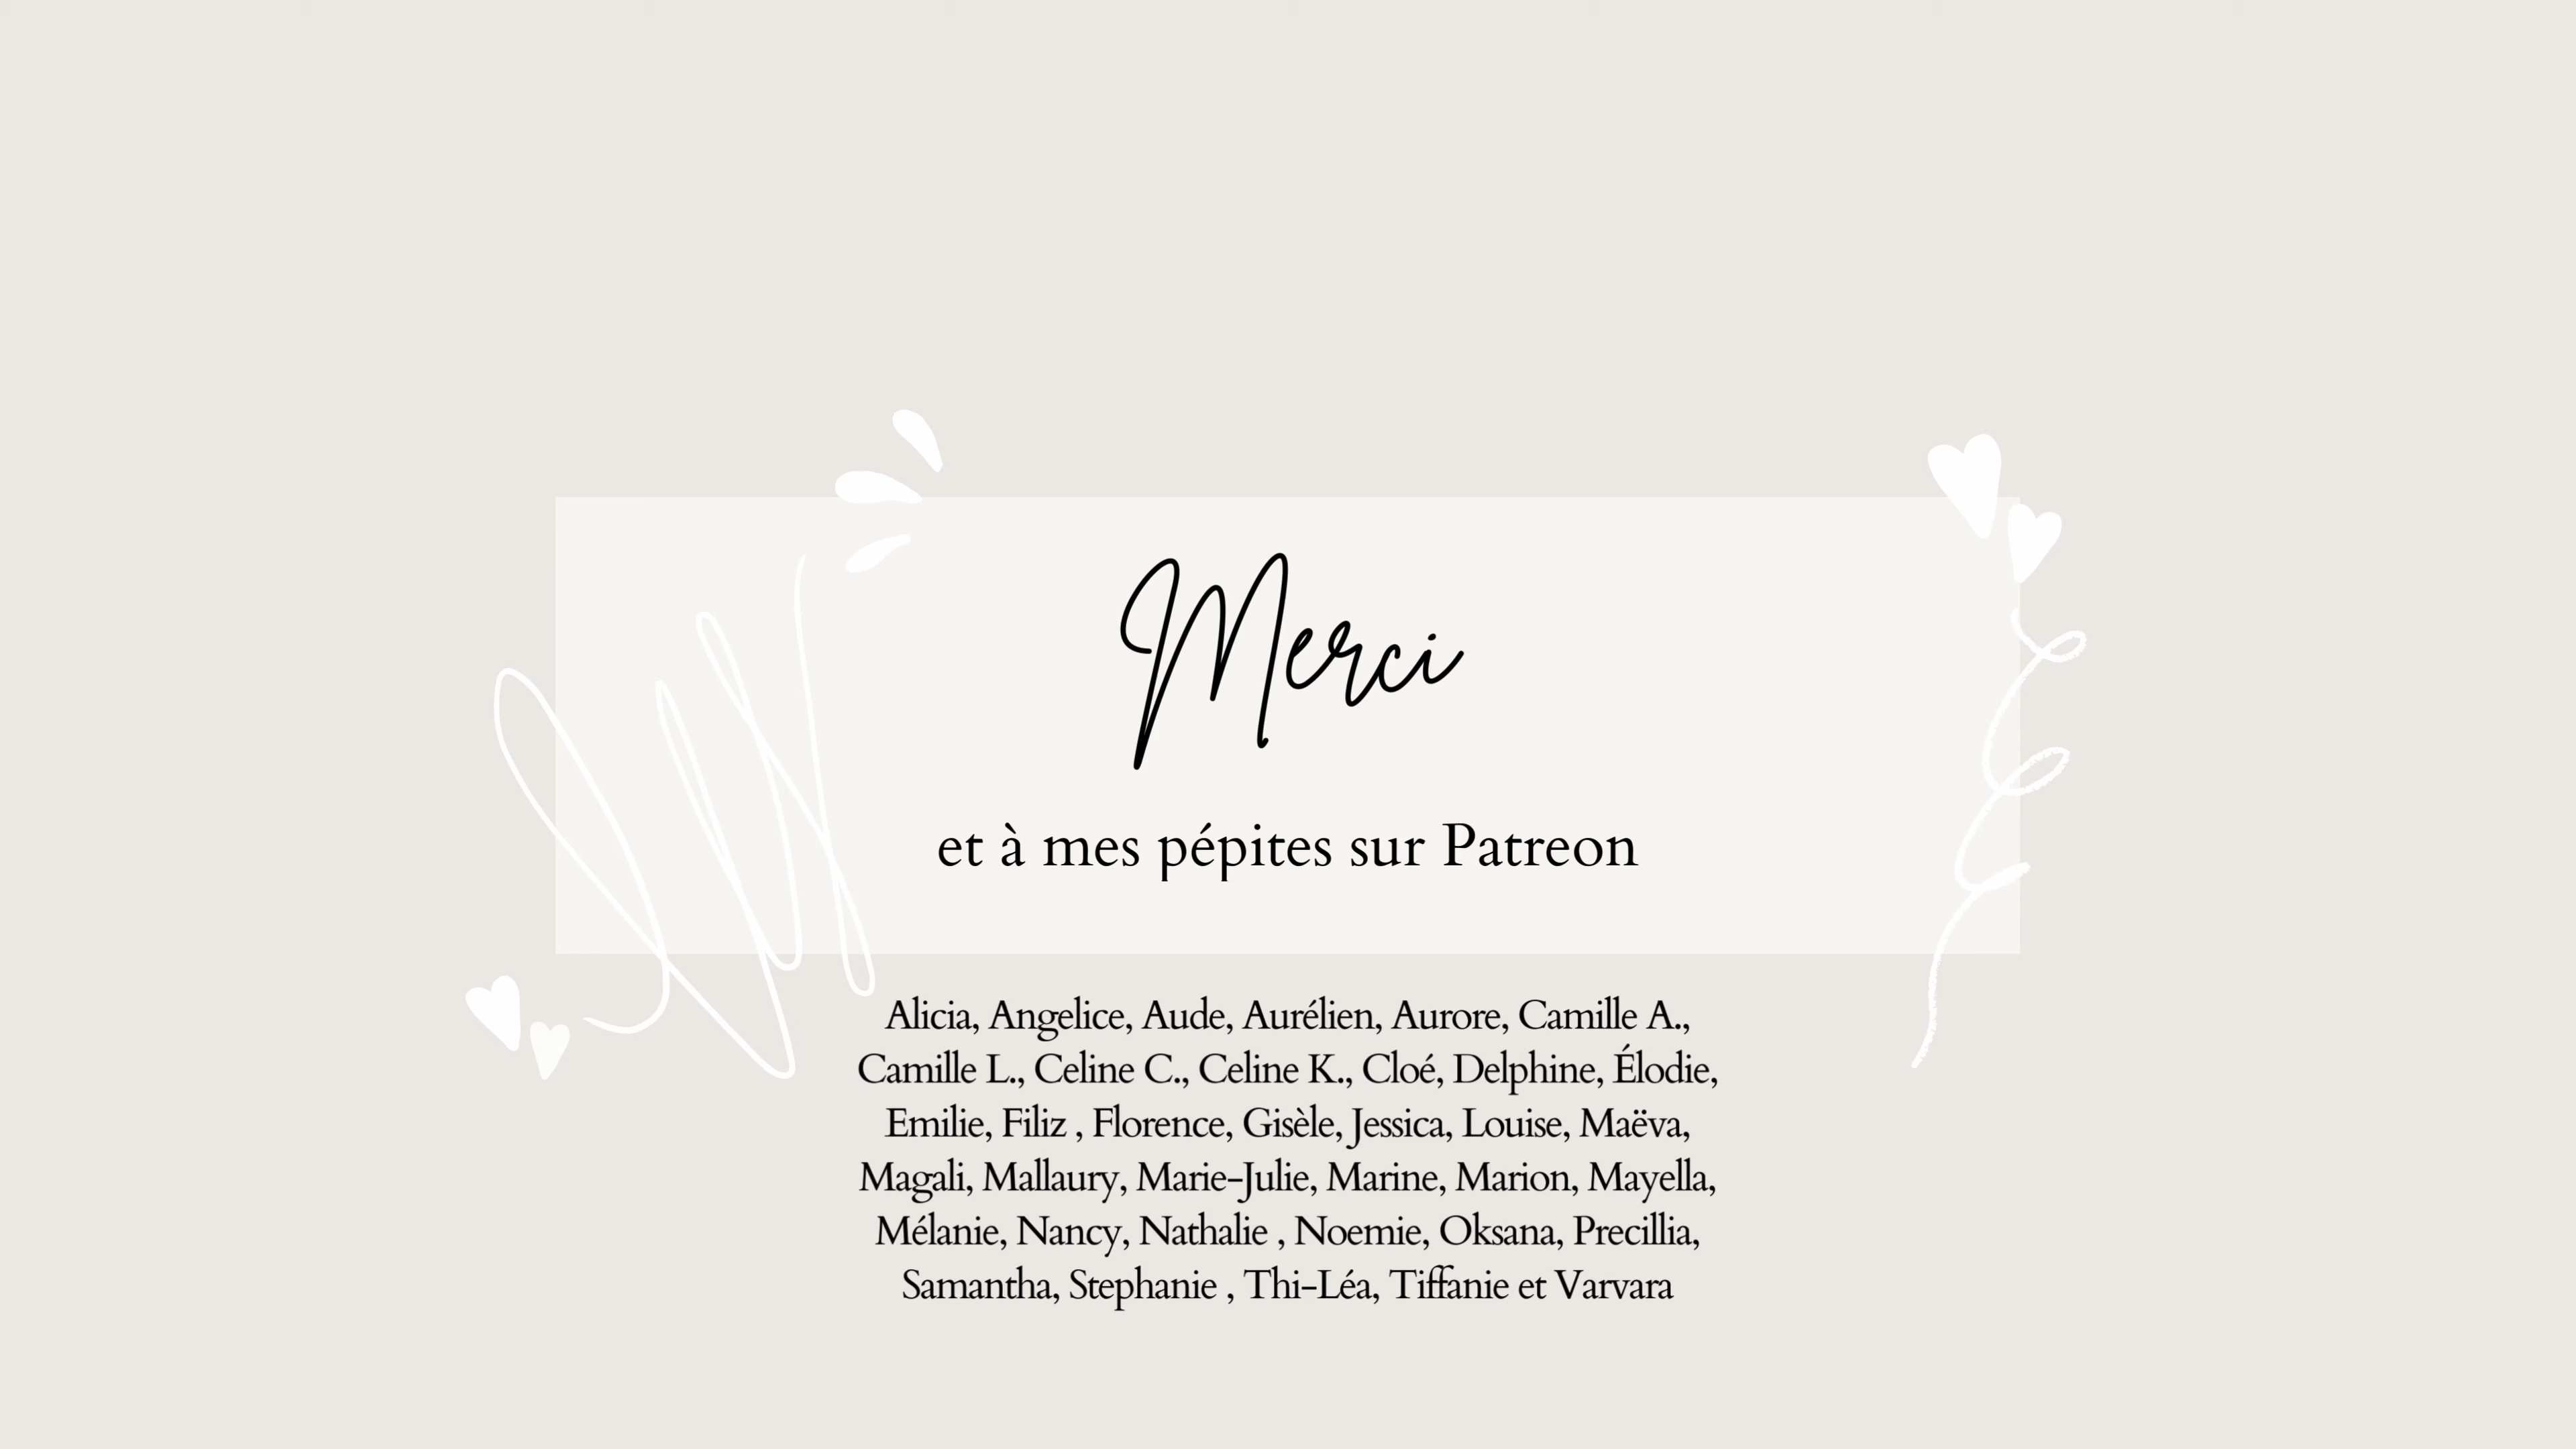 Merci
et à mes pépites sur Patreon
Alicia, Angelice, Aude, Aurélien, Aurore, Camille A.,
Camille L., Celine C., Celine K., Cloé, Delphine, Élodie,
Emilie, Filiz , Florence, Gisèle, Jessica, Louise, Maëva,
Magali, Mallaury, Marie-Julie, Marine, Marion, Mayella,
Mélanie, Nancy, Nathalie , Noemie, Oksana, Precillia,
Samantha, Stephanie , Thi-Léa, Tiffanie et Varvara